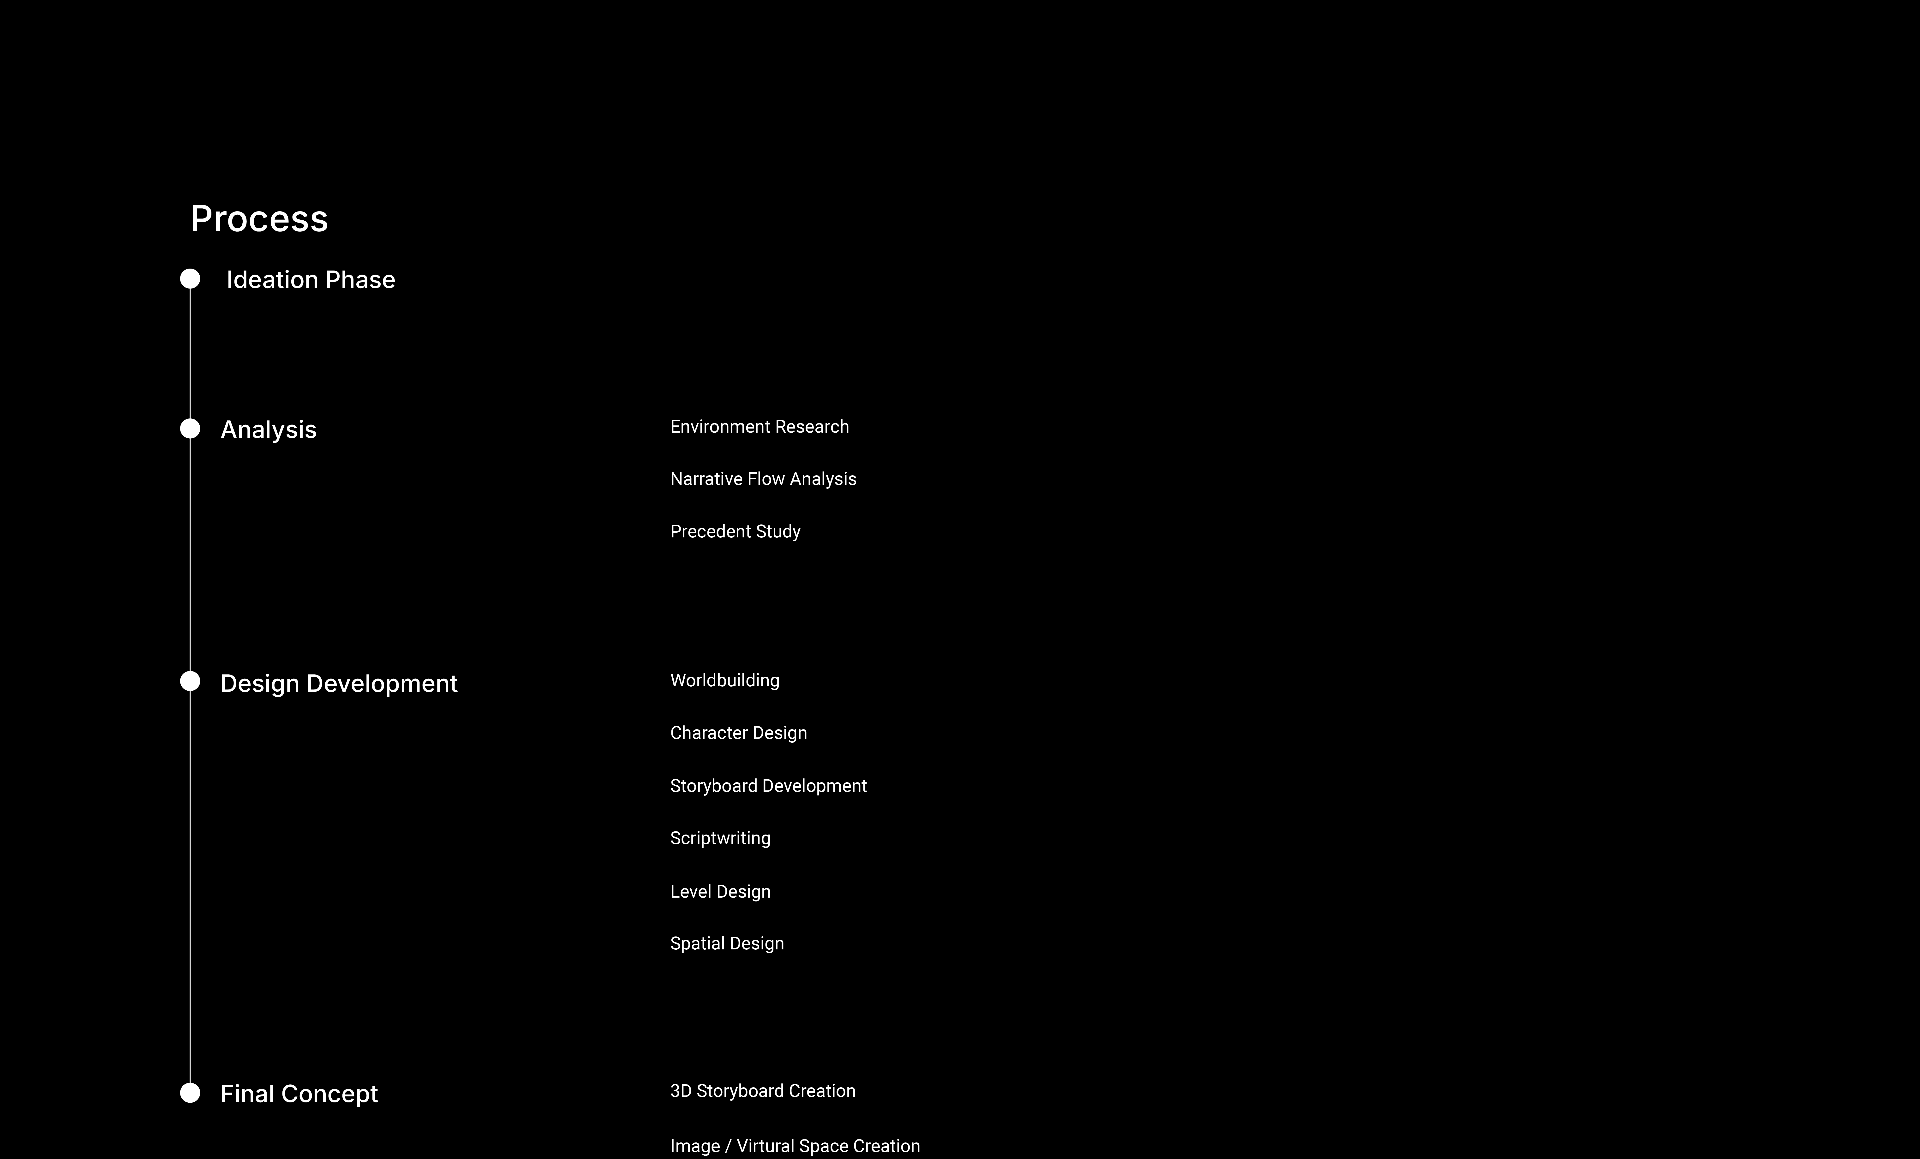 Process
Ideation Phase
Analysis
Environment Research
Narrative Flow Analysis
Precedent Study
Design Development
Worldbuilding
Character Design
Storyboard Development
Scriptwriting
Level Design
Spatial Design
Final Concept
3D Storyboard Creation
Image / Virtural Space Creation